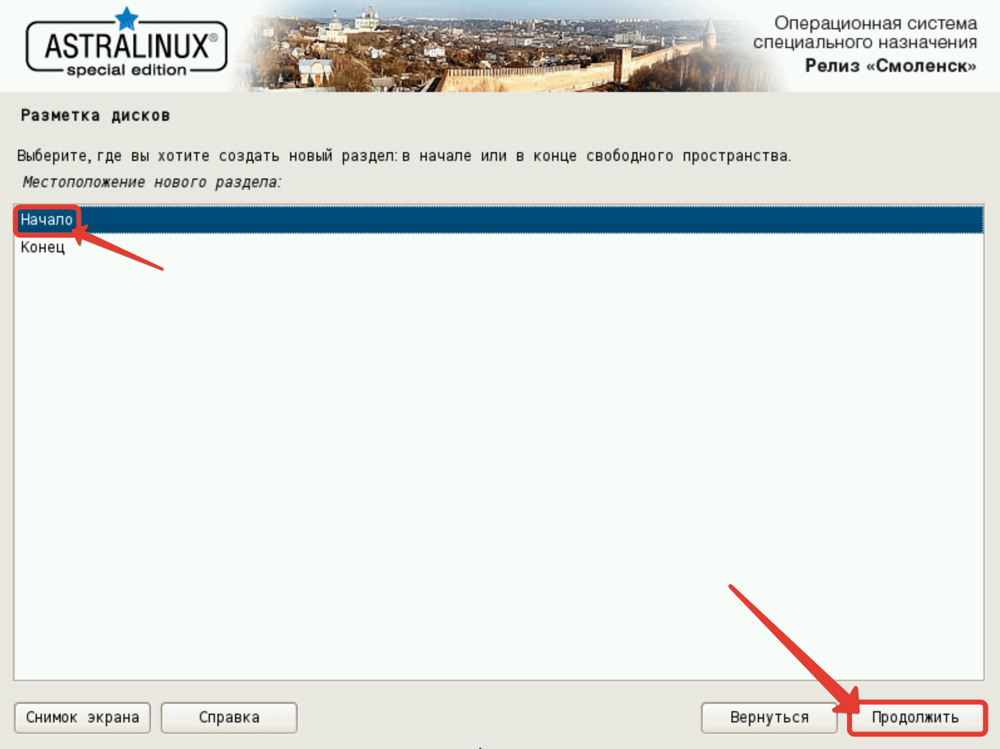 ASTRALINUX®
special edition
Операционная система
специального назначения
Релиз «Смоленск»
Разметка дисков
Выберите, где вы хотите создать новый раздел: в начале или в конце свободного пространства.
Местоположение нового раздела:
Начало
Конец
Снимок экрана
Справка
Вернуться
Продолжить